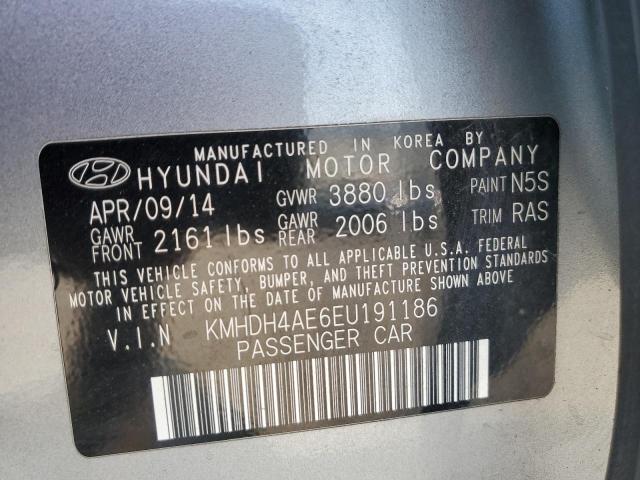 MANUFACTURED IN KOREA BY
HYUNDAI MOTOR COMPANY
APR/09/14 GVWR 3880 lbs PAINT N5S
GAWR FRONT 2161 lbs GAWR REAR 2006 lbs TRIM RAS
THIS VEHICLE CONFORMS TO ALL APPLICABLE U.S.A. FEDERAL
MOTOR VEHICLE SAFETY, BUMPER, AND THEFT PREVENTION STANDARDS
IN EFFECT ON THE DATE OF MANUFACTURE SHOWN ABOVE.
V.I.N KMHDH4AE6EU191186
PASSENGER CAR